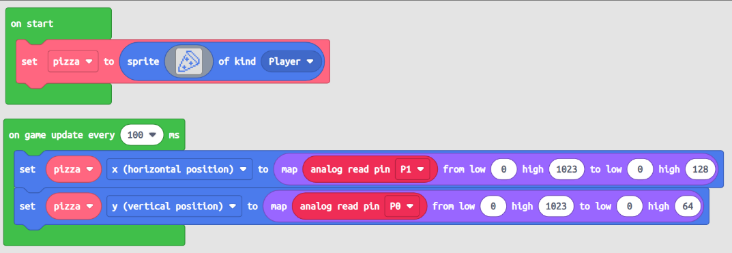 on start
set pizza to sprite of kind Player
on game update every 100 ms
set pizza x (horizontal position) to map analog read pin P1 from low 0 high 1023 to low 0 high 128
set pizza y (vertical position) to map analog read pin P0 from low 0 high 1023 to low 0 high 64